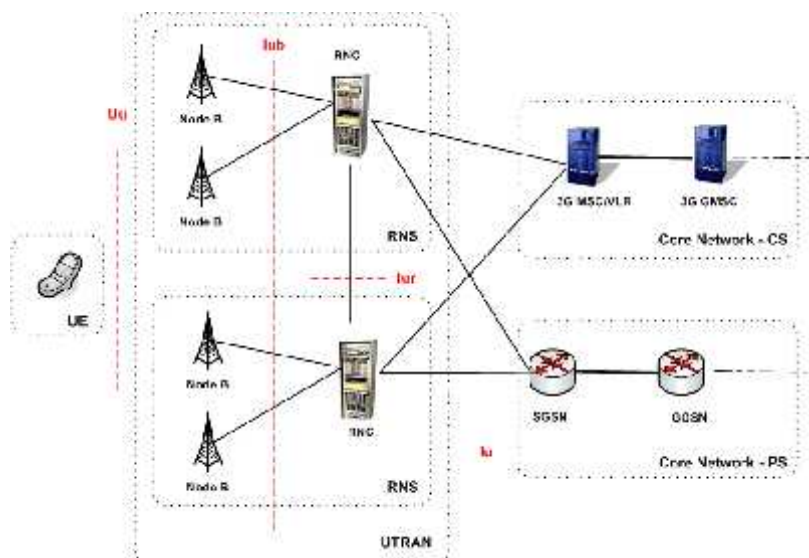 Iub
RNC
Uu
Node B
Node B
3G MSC/VLR
3G GMSC
RNS
Core Network - CS
Iur
UE
Node B
SGSN
GGSN
RNC
Node B
Iu
Core Network - PS
RNS
UTRAN